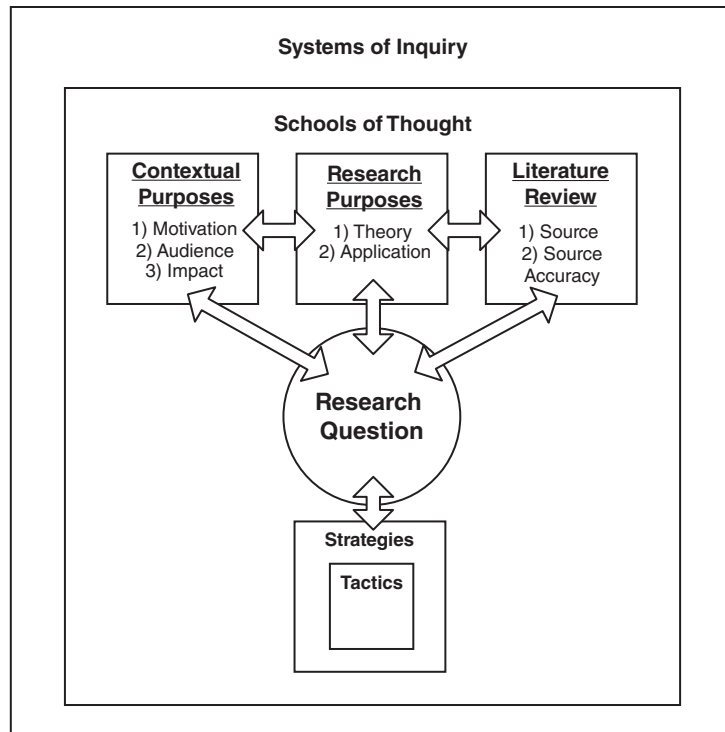 Systems of Inquiry
Schools of Thought
Contextual
Purposes
1) Motivation
2) Audience
3) Impact
Research
Purposes
1) Theory
2) Application
Literature
Review
1) Source
2) Source
Accuracy
Research
Question
Strategies
Tactics